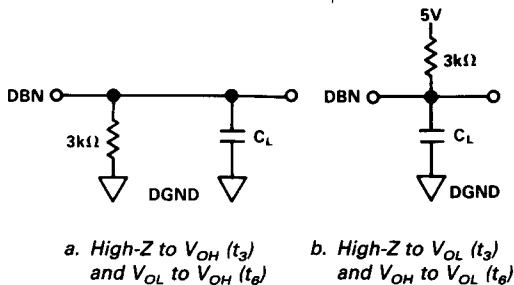 5V
3kΩ
DBN
DBN
3kΩ
C_L
C_L
DGND
DGND
a. High-Z to V_OH (t_3)
and V_OL to V_OH (t_6)
b. High-Z to V_OL (t_3)
and V_OH to V_OL (t_6)